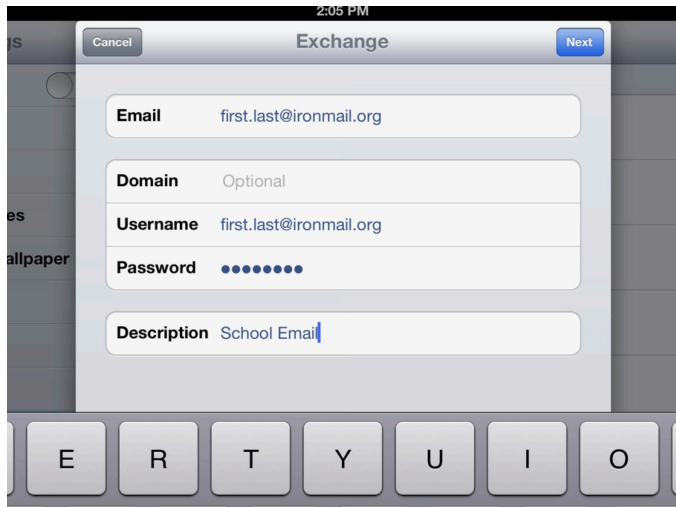 2:05 PM
gs
Cancel Exchange Next
Email first.last@ironmail.org
Domain Optional
es
Username first.last@ironmail.org
allpaper
Password ●●●●●●●●
Description School Email
E R T Y U I O